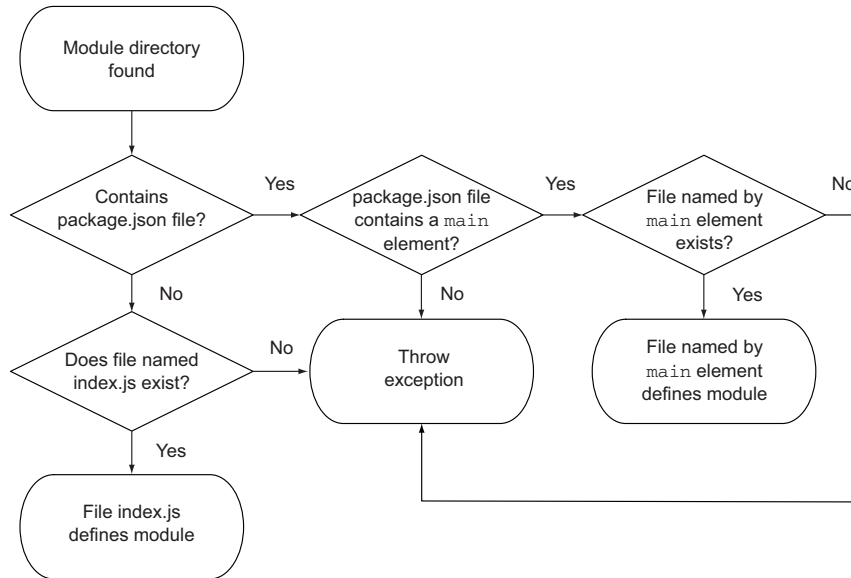 Module directory
found
Contains
package.json file?
Yes
package.json file
contains a main
element?
Yes
File named by
main element
exists?
No
No
No
Yes
Does file named
index.js exist?
No
Throw
exception
File named by
main element
defines module
Yes
File index.js
defines module